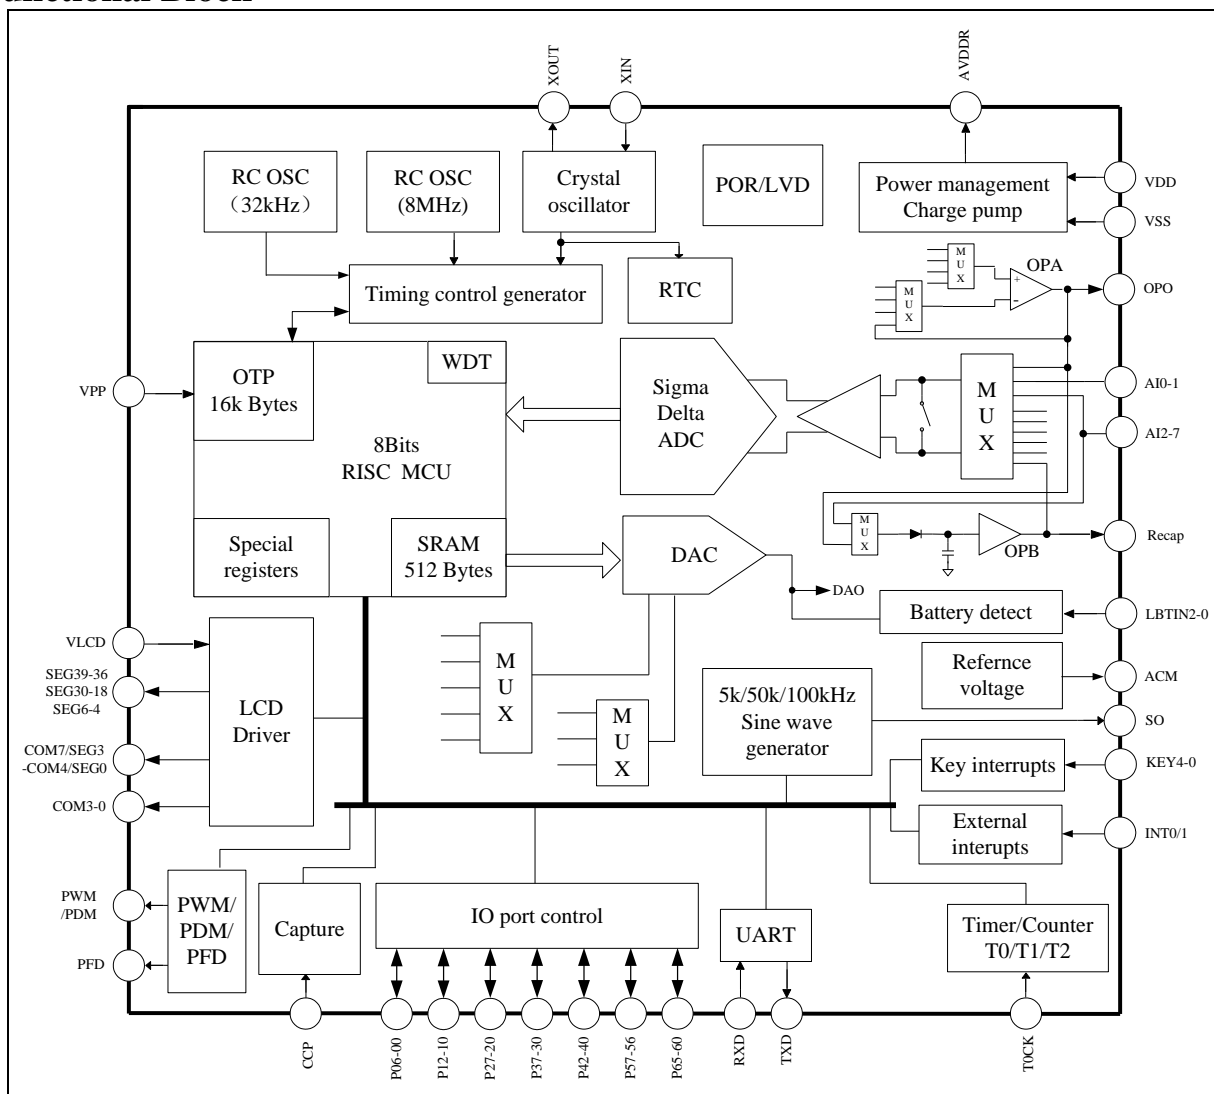 XOUT
XIN
AVDDR
RC OSC
（32kHz）
RC OSC
(8MHz)
Crystal
oscillator
POR/LVD
Power management
Charge pump
VDD
VSS
Timing control generator
RTC
M
U
X
M
U
X
OPA
+
-
OPO
VPP
OTP
16k Bytes
WDT
8Bits
RISC MCU
Sigma
Delta
ADC
M
U
X
AI0-1
AI2-7
Special
registers
SRAM
512 Bytes
DAC
M
U
X
OPB
Recap
DAO
Battery detect
LBTIN2-0
VLCD
SEG39-36
SEG30-18
SEG6-4
COM7/SEG3
-COM4/SEG0
COM3-0
LCD
Driver
M
U
X
M
U
X
5k/50k/100kHz
Sine wave
generator
Refernce
voltage
ACM
SO
Key interrupts
KEY4-0
External
interupts
INT0/1
PWM
/PDM
PFD
PWM/
PDM/
PFD
Capture
IO port control
UART
Timer/Counter
T0/T1/T2
CCP
P06-00
P12-10
P27-20
P37-30
P42-40
P57-56
P65-60
RXD
TXD
T0CK